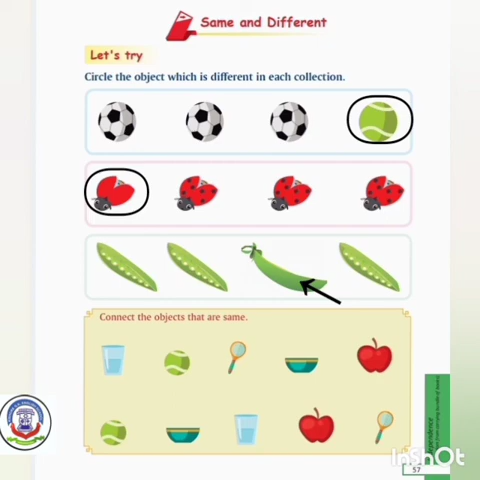 Same and Different
Let's try
Circle the object which is different in each collection.
Connect the objects that are same.
57
InShOt